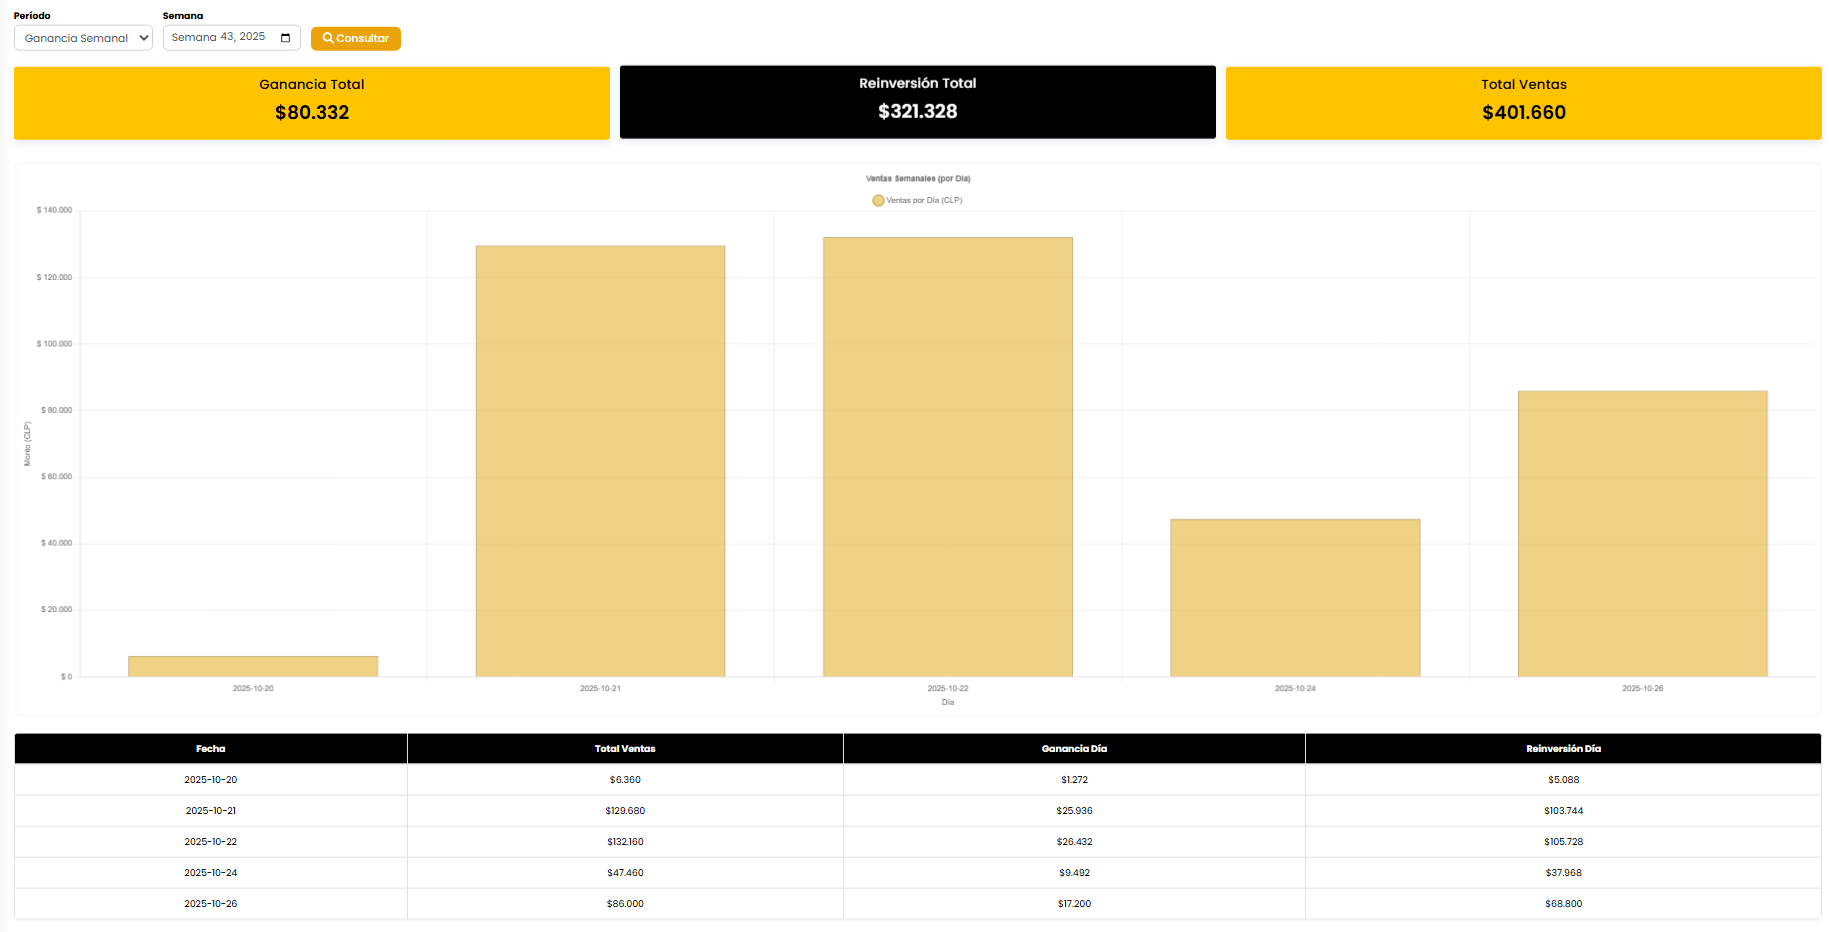 Período
Semana
Ganancia Semanal
Semana 43, 2025
Consultar
Ganancia Total
$80.332
Reinversión Total
$321.328
Total Ventas
$401.660
Ventas Semanales (por Día)
Ventas por Día (CLP)
$ 140.000
$ 120.000
$ 100.000
$ 80.000
$ 60.000
$ 40.000
$ 20.000
$ 0
Monto (CLP)
2025-10-20 2025-10-21 2025-10-22 2025-10-24 2025-10-26
Día
Fecha Total Ventas Ganancia Día Reinversión Día
2025-10-20 $6.360 $1.272 $5.088
2025-10-21 $129.680 $25.936 $103.744
2025-10-22 $132.160 $26.432 $105.728
2025-10-24 $47.460 $9.492 $37.968
2025-10-26 $86.000 $17.200 $68.800